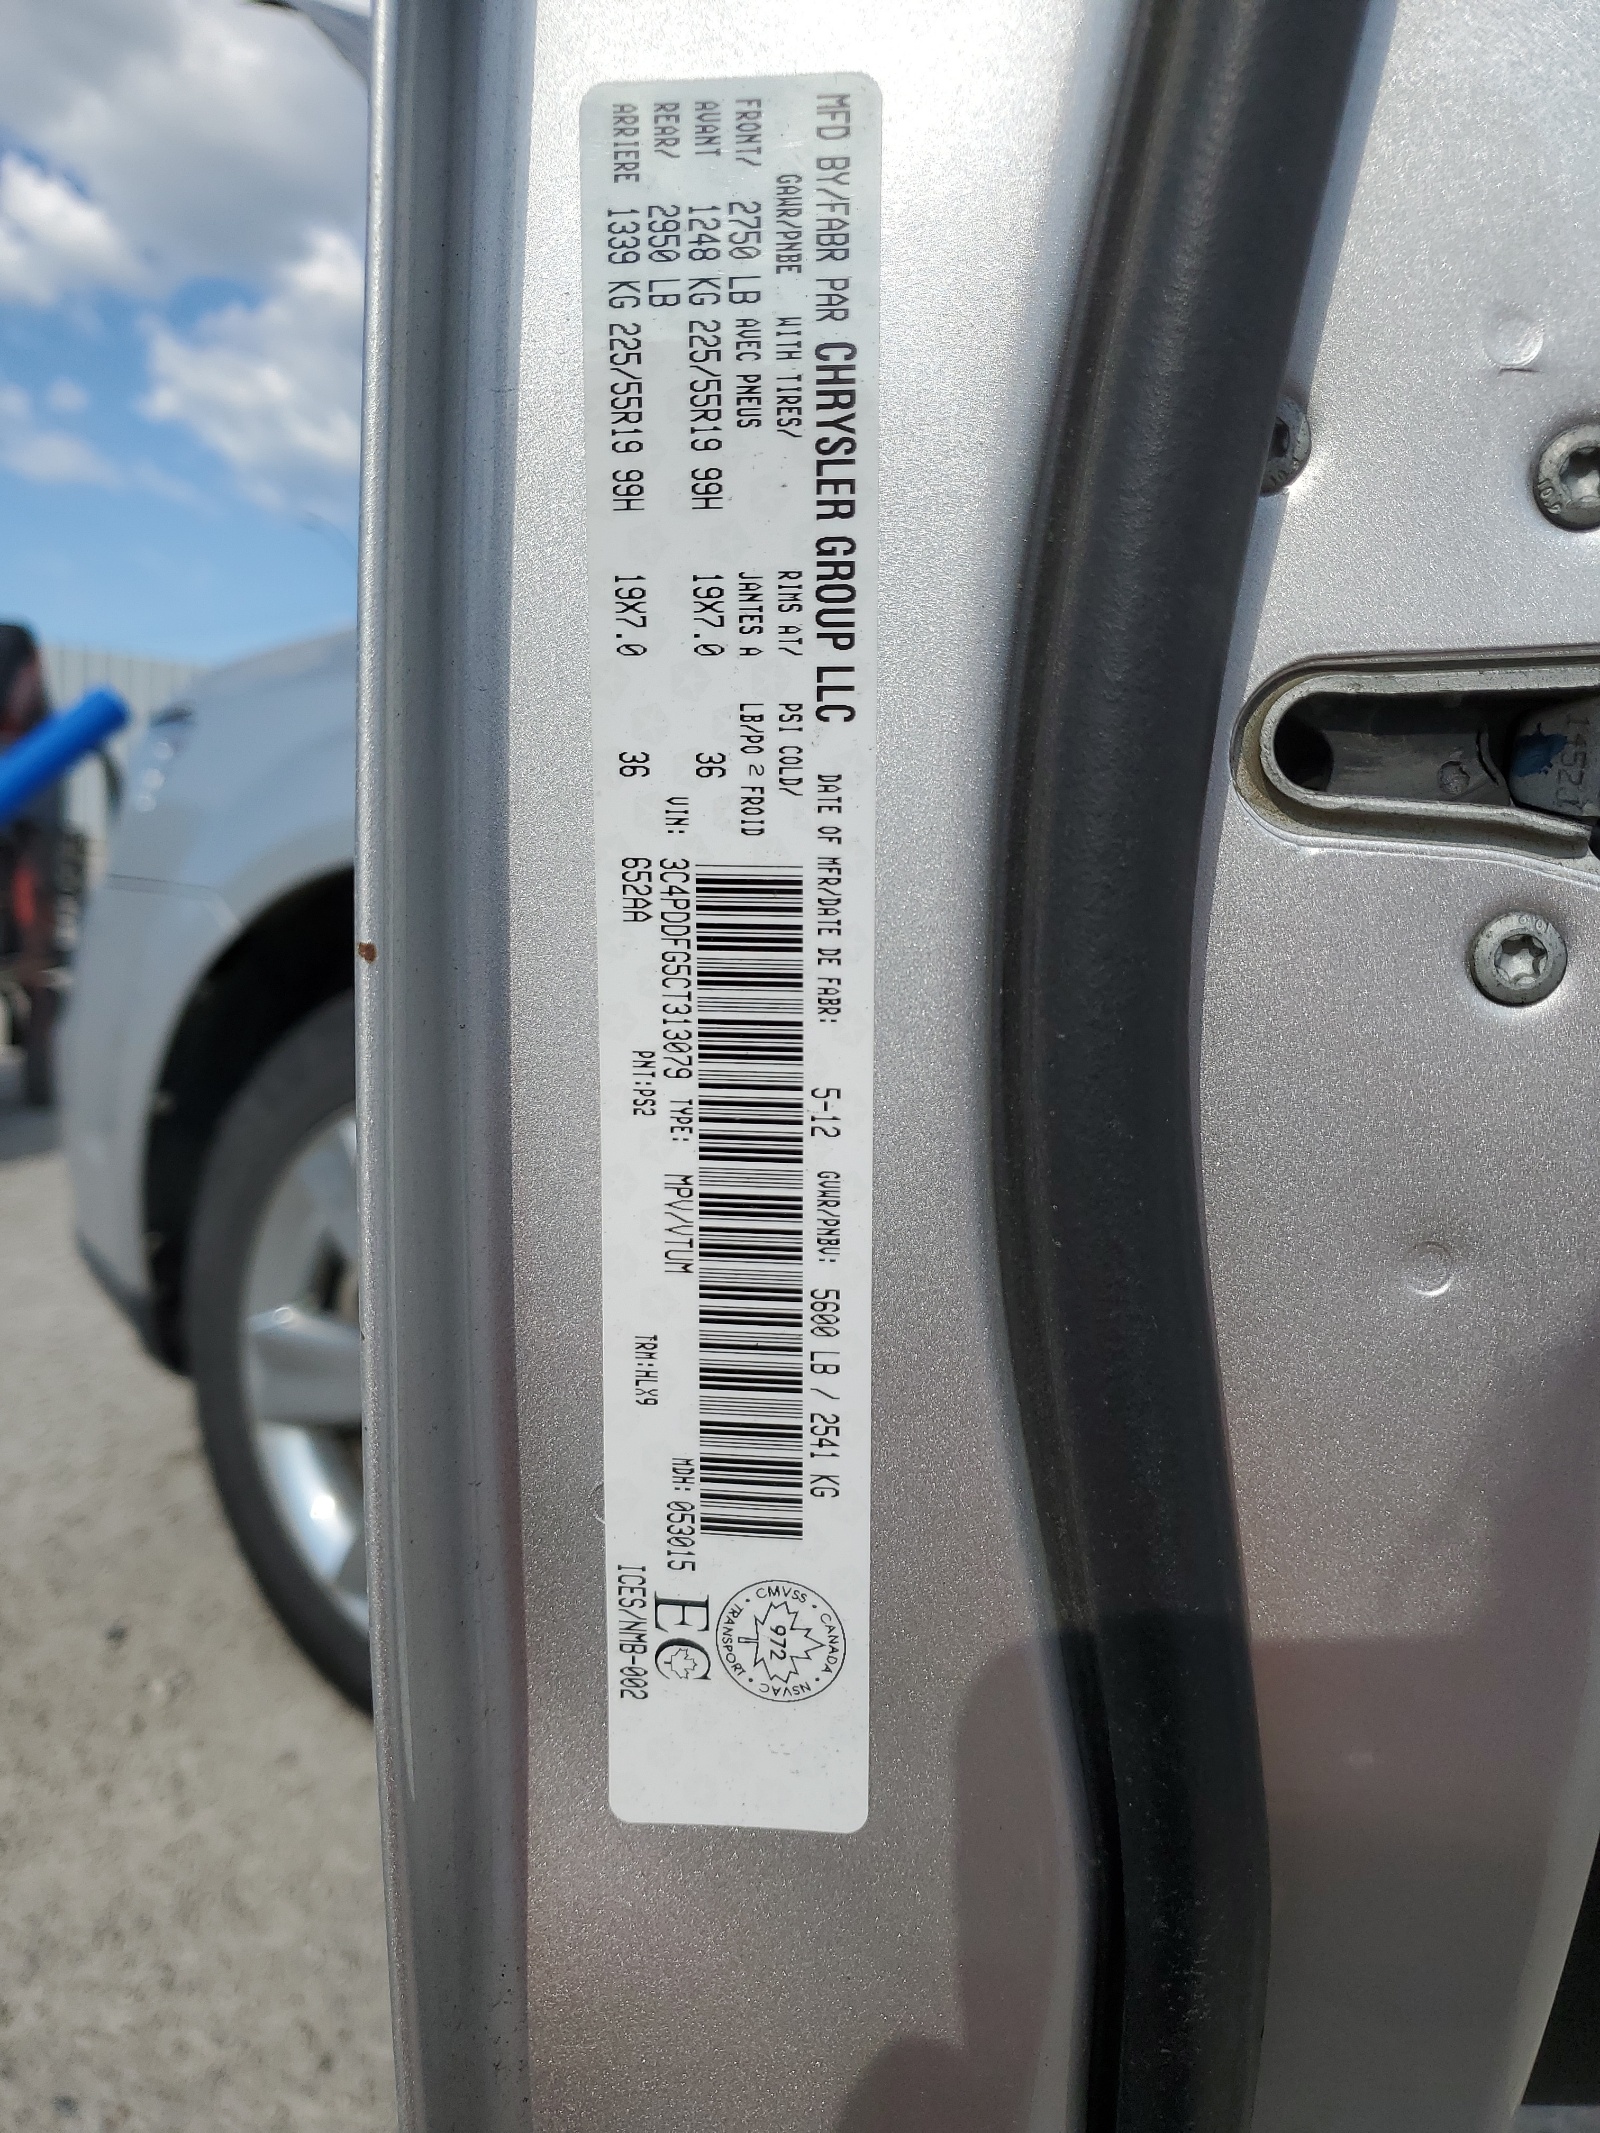 MFD BY/FABR PAR CHRYSLER GROUP LLC DATE OF MFR/DATE DE FABR: 5-12 GVWR/PNBV: 5600 LB / 2541 KG
GAWR/PNBE WITH TIRES/ RIMS AT/ PSI COLD/
FRONT/ 2750 LB AVEC PNEUS JANTES A LB/PO 2 FROID
AVANT 1248 KG 225/55R19 99H 19X7.0 36
REAR/ 2950 LB
ARRIERE 1339 KG 225/55R19 99H 19X7.0 36
VIN: 3C4PDDFG5CT313079 TYPE: MPV/VTUM MDH: 053015
652AA PNT:PS2 TRM:HLX9 ICES/NMB-002
CMVSS • CANADA • NSVAC • TRANSPORT •
972
EC
14523